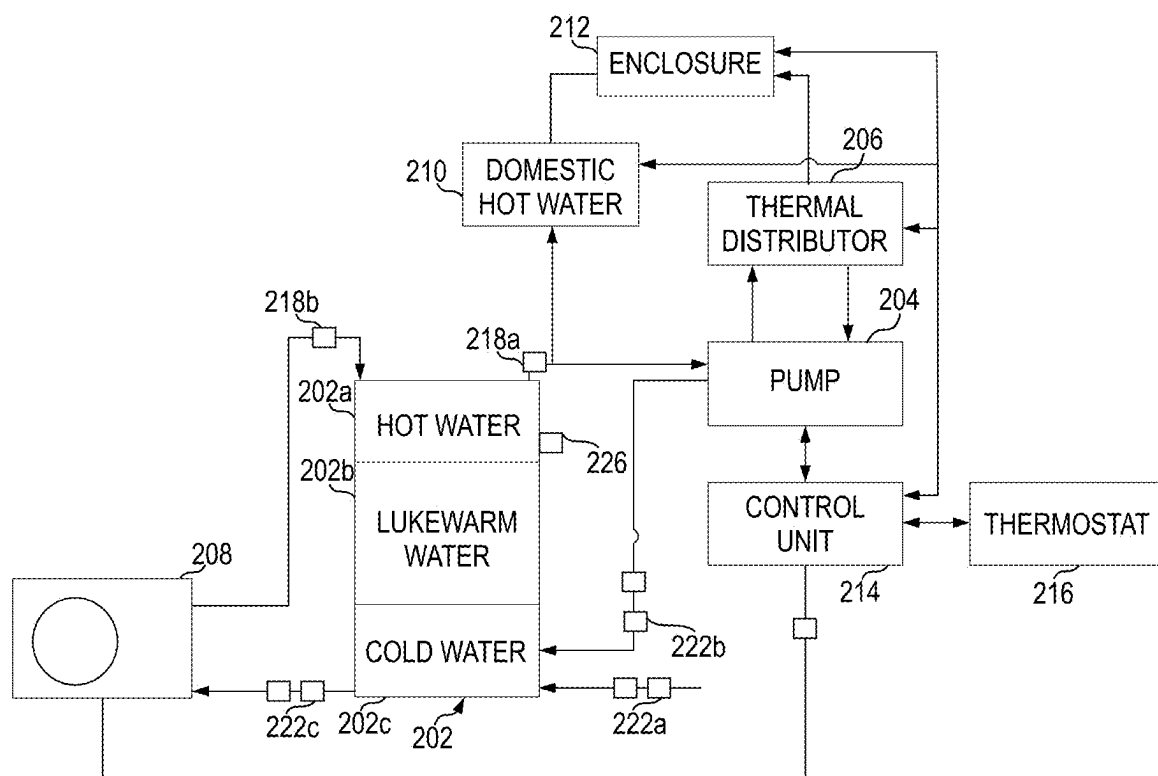 212
ENCLOSURE
206
210
DOMESTIC
HOT WATER
THERMAL
DISTRIBUTOR
218b
204
218a
202a
PUMP
HOT WATER
226
202b
LUKEWARM
WATER
CONTROL
UNIT
THERMOSTAT
208
214
216
COLD WATER
222b
222c
202c
202
222a